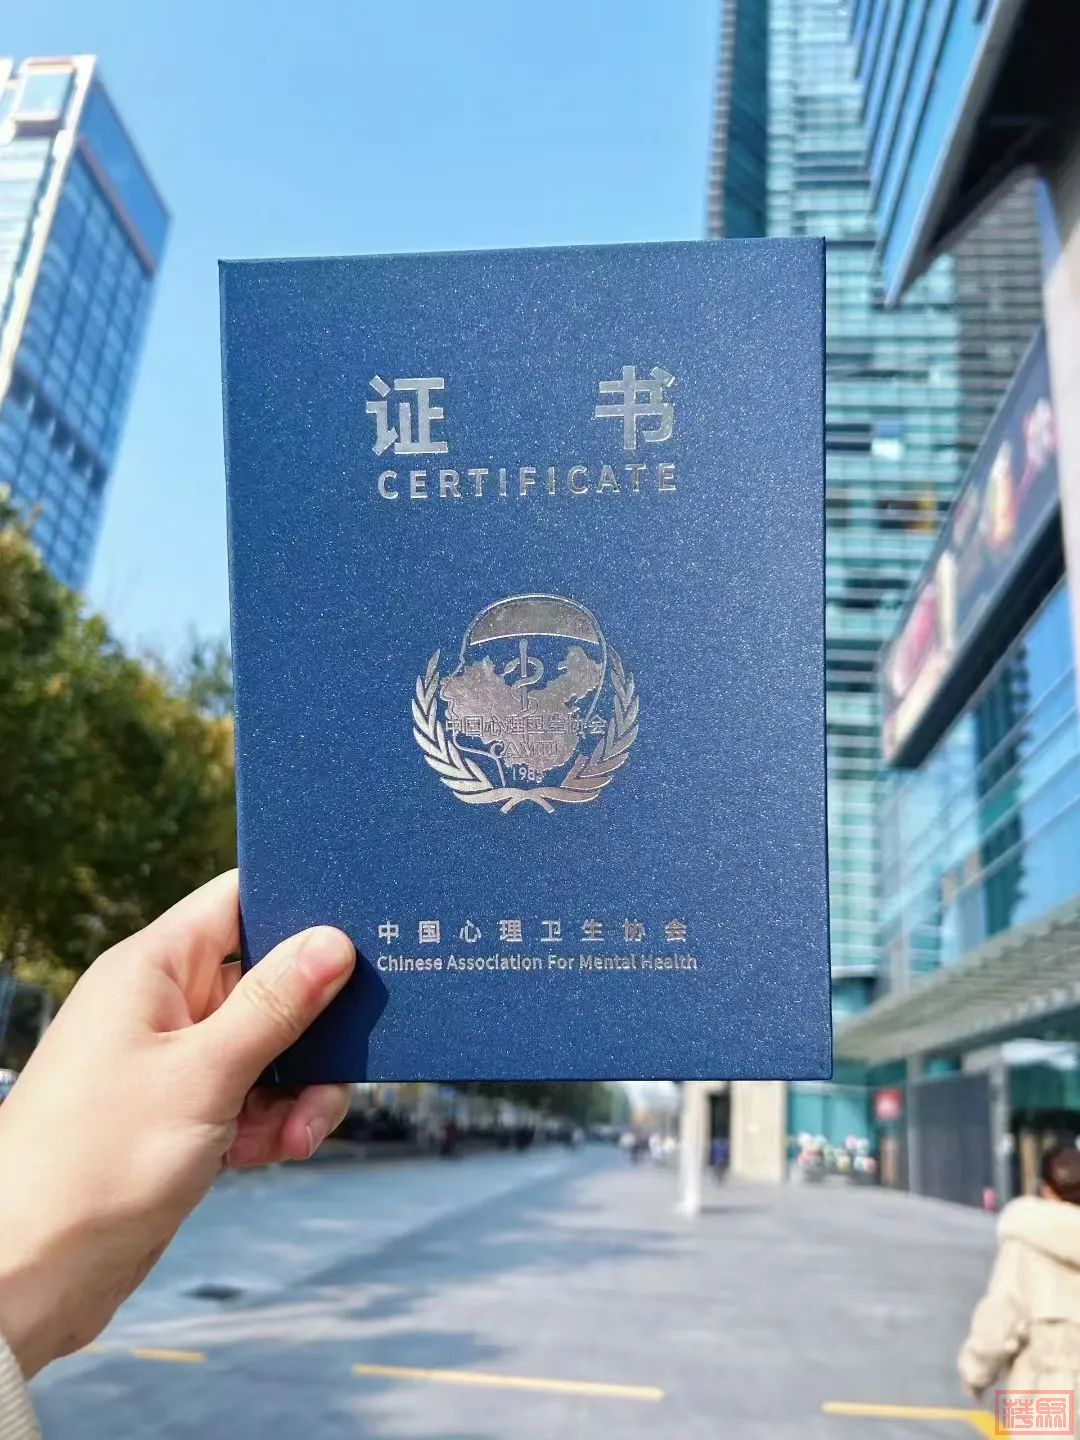 证 书
CERTIFICATE
中国心理卫生协会
CAMH
1985
中国心理卫生协会
Chinese Association For Mental Health